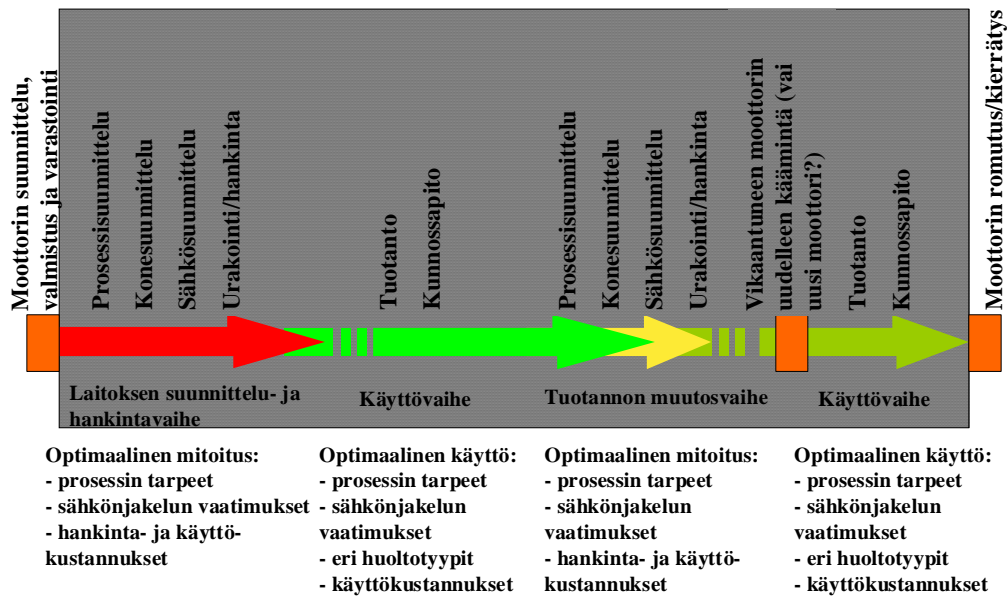 Moottorin suunnittelu,
valmistus ja varastointi
Prosessisuunnittelu
Konesuunnittelu
Sähkösuunnittelu
Urakointi/hankinta
Tuotanto
Kunnossapito
Prosessisuunnittelu
Konesuunnittelu
Sähkösuunnittelu
Urakointi/hankinta
Vikaantuneen moottorin
uudelleen käämintä (vai
uusi moottori?)
Tuotanto
Kunnossapito
Moottorin romutus/kierrätys
Laitoksen suunnittelu- ja
hankintavaihe
Käyttövaihe
Tuotannon muutosvaihe
Käyttövaihe
Optimaalinen mitoitus:
- prosessin tarpeet
- sähkönjakelun vaatimukset
- hankinta- ja käyttö-
kustannukset
Optimaalinen käyttö:
- prosessin tarpeet
- sähkönjakelun
vaatimukset
- eri huoltotyypit
- käyttökustannukset
Optimaalinen mitoitus:
- prosessin tarpeet
- sähkönjakelun
vaatimukset
- hankinta- ja käyttö-
kustannukset
Optimaalinen käyttö:
- prosessin tarpeet
- sähkönjakelun
vaatimukset
- eri huoltotyypit
- käyttökustannukset